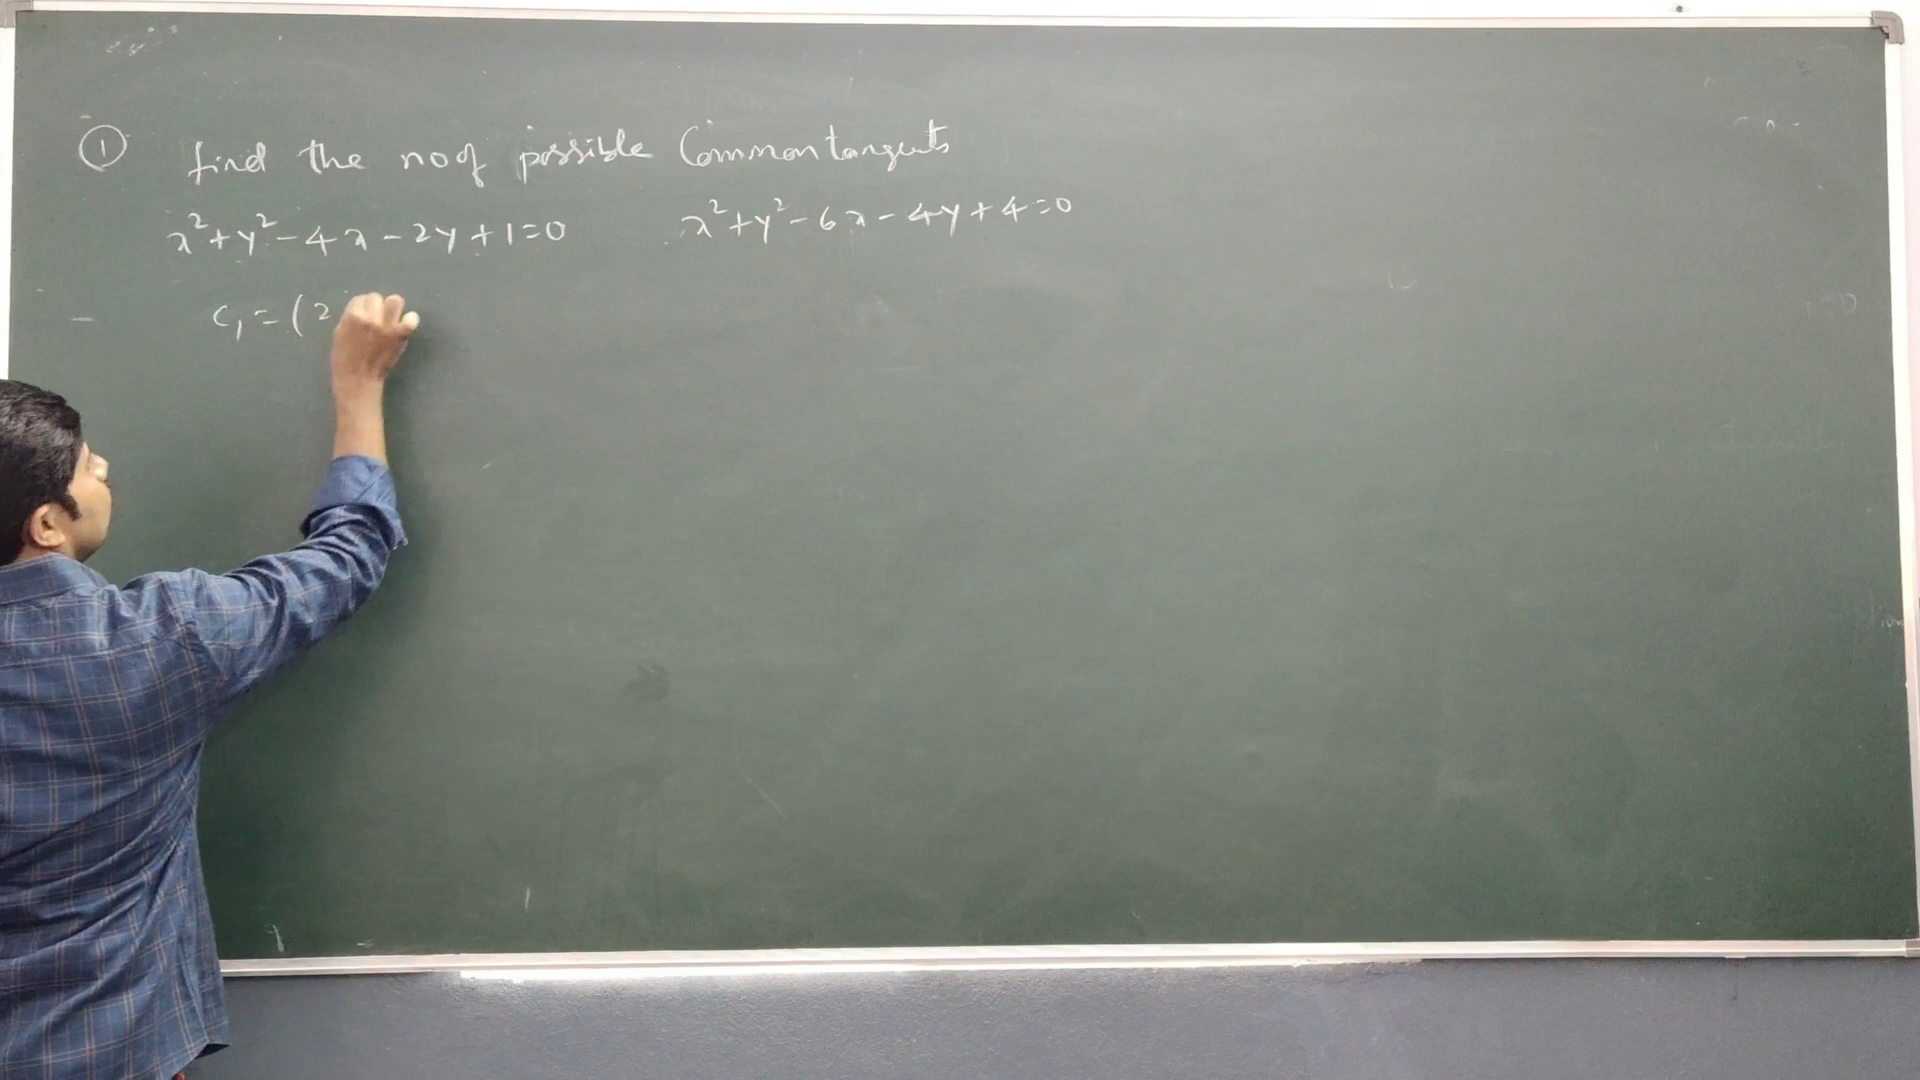 ① find the no of possible Common tangents
x²+y²-4x-2y+1=0 x²+y²-6x-4y+4=0
C₁ = (2